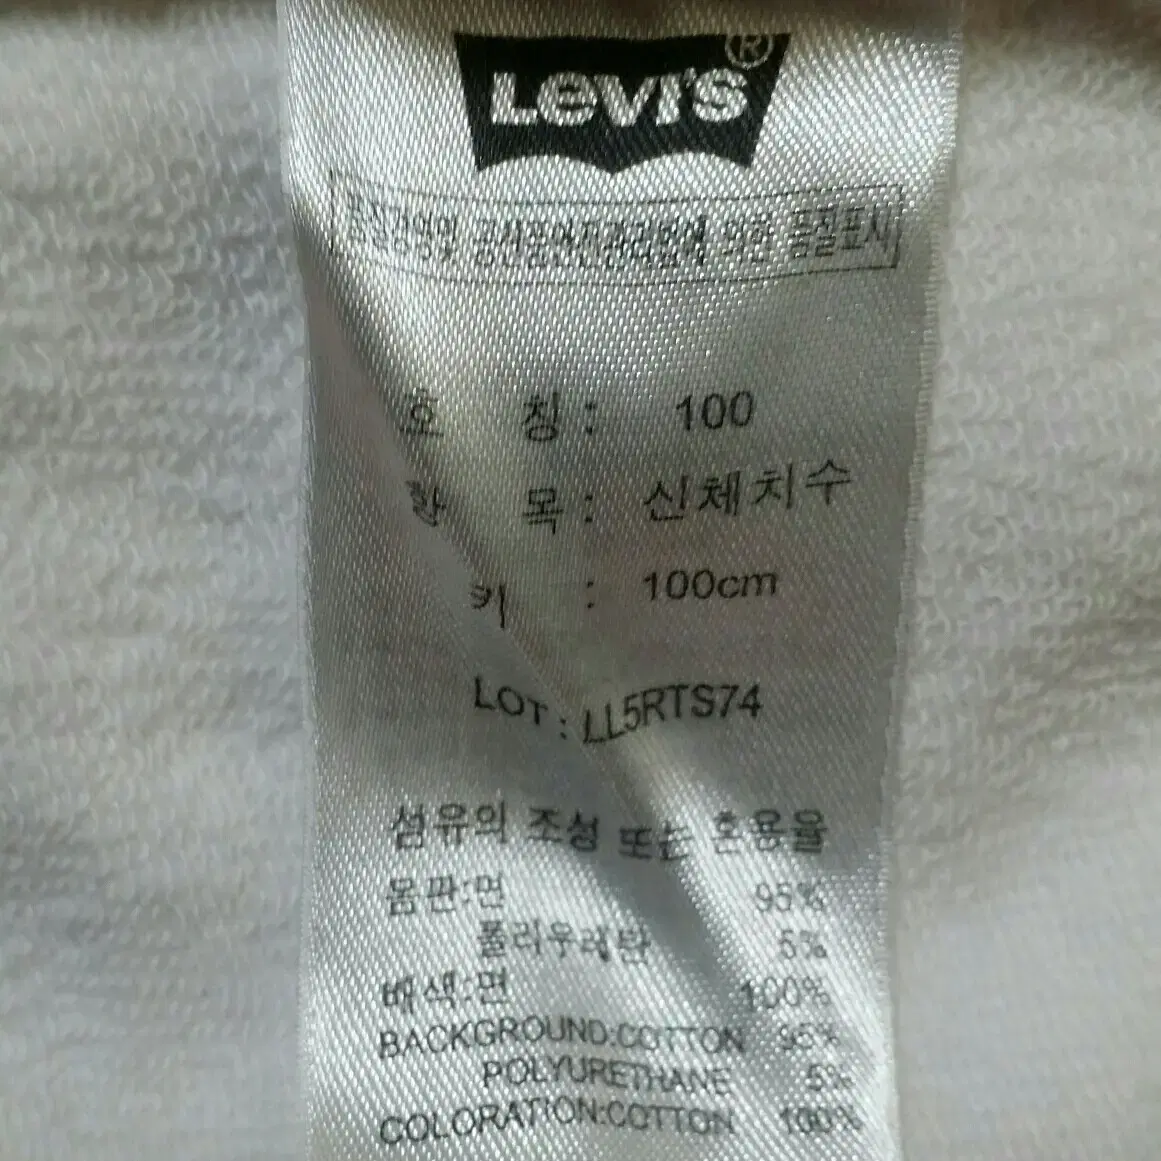 LEVI'S®
품질경영및 공산품안전관리법에 의한 품질표시
호 칭 : 100
항 목 : 신체치수
키 : 100cm
LOT : LL5RTS74
섬유의 조성 또는 혼용율
몸판:면 95%
폴리우레탄 5%
배색:면 100%
BACKGROUND:COTTON 95%
POLYURETHANE 5%
COLORATION:COTTON 100%